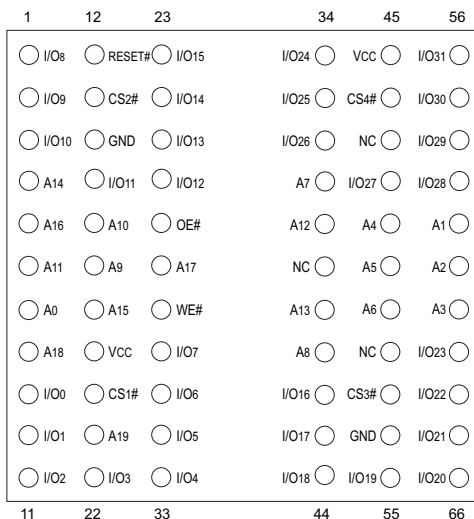 1 12 23 34 45 56
I/O8 RESET# I/O15 I/O24 VCC I/O31
I/O9 CS2# I/O14 I/O25 CS4# I/O30
I/O10 GND I/O13 I/O26 NC I/O29
A14 I/O11 I/O12 A7 I/O27 I/O28
A16 A10 OE# A12 A4 A1
A11 A9 A17 NC A5 A2
A0 A15 WE# A13 A6 A3
A18 VCC I/O7 A8 NC I/O23
I/O0 CS1# I/O6 I/O16 CS3# I/O22
I/O1 A19 I/O5 I/O17 GND I/O21
I/O2 I/O3 I/O4 I/O18 I/O19 I/O20
11 22 33 44 55 66